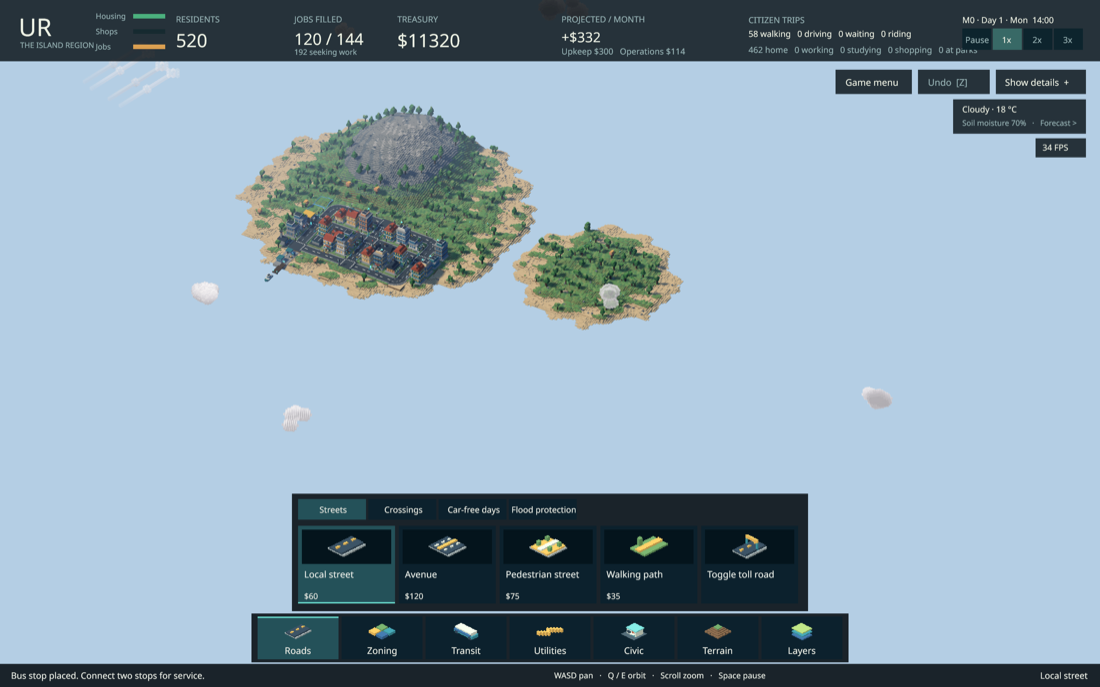 UR
THE ISLAND REGION
Housing
Shops
Jobs
RESIDENTS
520
JOBS FILLED
120 / 144
192 seeking work
TREASURY
$11320
PROJECTED / MONTH
+$332
Upkeep $300 Operations $114
CITIZEN TRIPS
58 walking 0 driving 0 waiting 0 riding
462 home 0 working 0 studying 0 shopping 0 at parks
M0 · Day 1 · Mon 14:00
Pause 1x 2x 3x
Game menu
Undo [Z]
Show details +
Cloudy · 18 °C
Soil moisture 70% · Forecast >
34 FPS
Streets Crossings Car-free days Flood protection
Local street
$60
Avenue
$120
Pedestrian street
$75
Walking path
$35
Toggle toll road
Roads Zoning Transit Utilities Civic Terrain Layers
Bus stop placed. Connect two stops for service.
WASD pan · Q / E orbit · Scroll zoom · Space pause
Local street